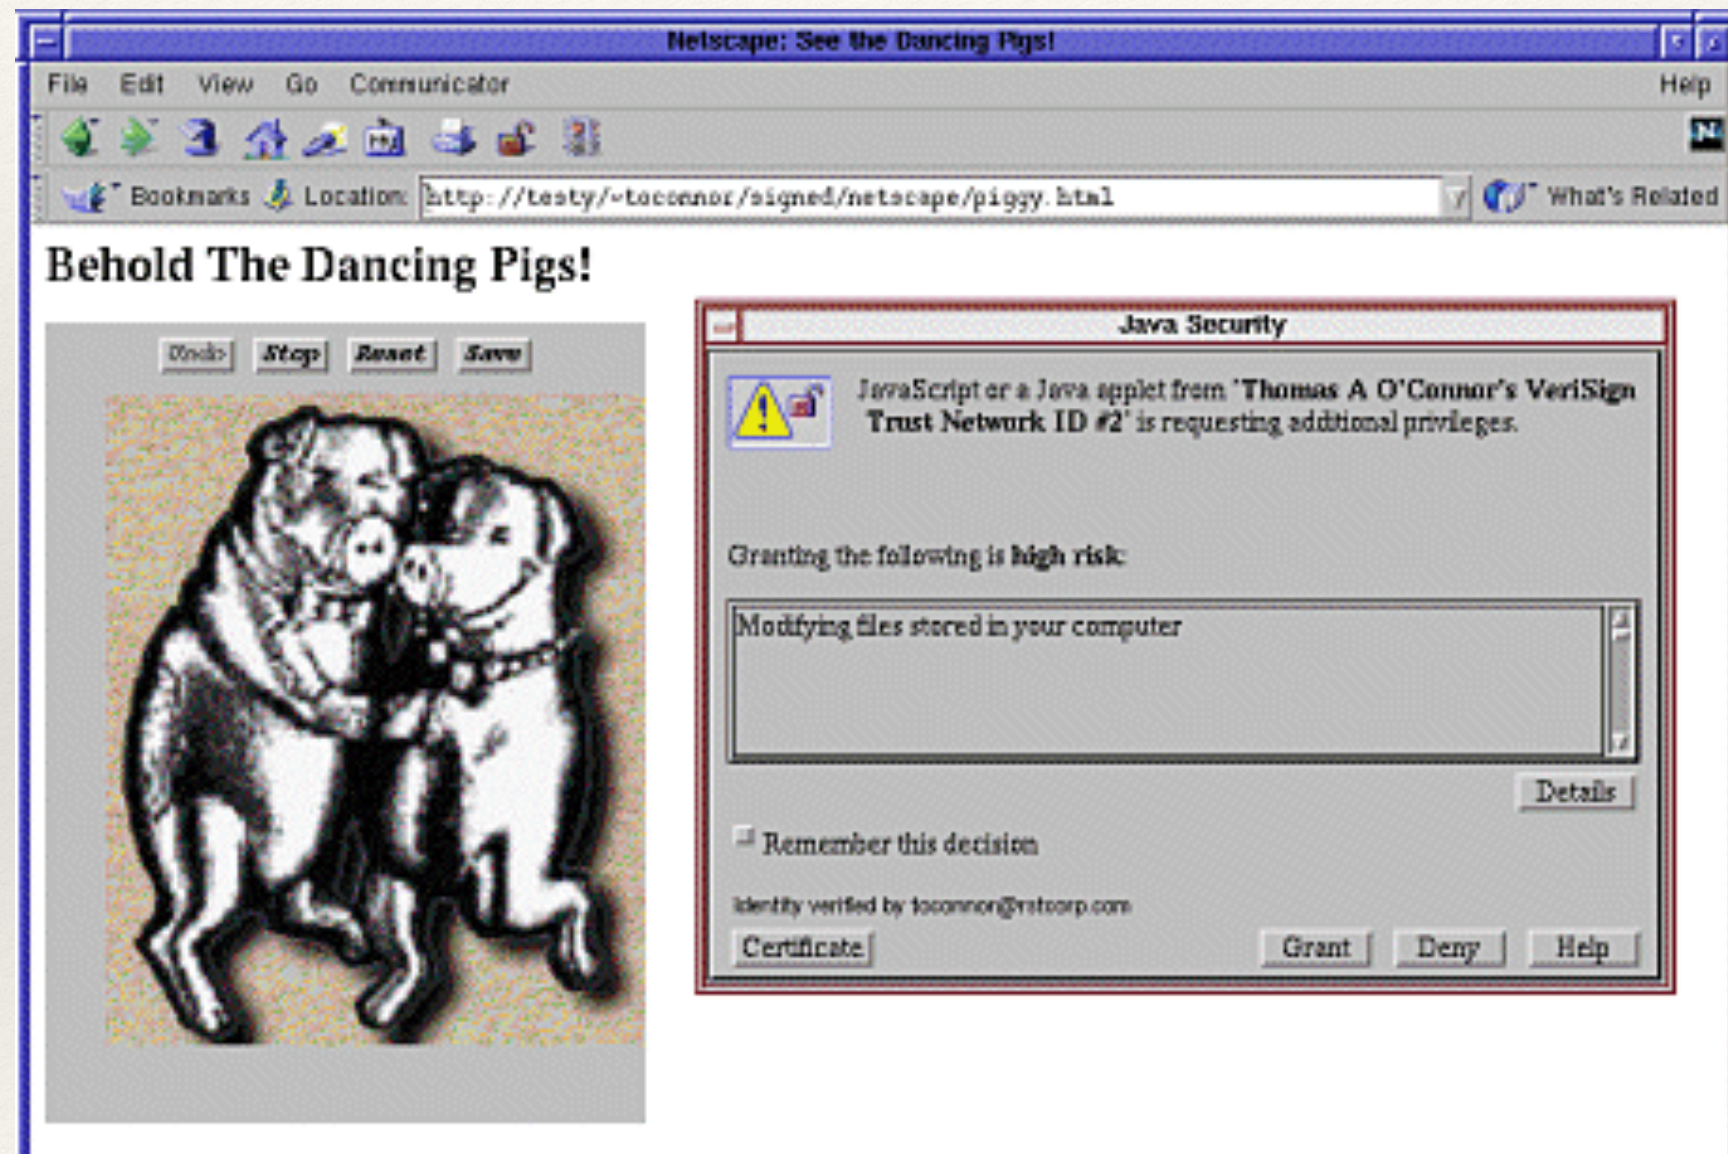 Netscape: See the Dancing Pigs!
File Edit View Go Communicator Help
Bookmarks Location: http://testy/~toconnor/signed/netscape/piggy.html What's Related
Behold The Dancing Pigs!
Stop Reset Save
Java Security
JavaScript or a Java applet from 'Thomas A O'Connor's VeriSign
Trust Network ID #2' is requesting additional privileges.
Granting the following is high risk:
Modifying files stored in your computer
Details
Remember this decision
Identity verified by toconnor@rstcorp.com
Certificate Grant Deny Help